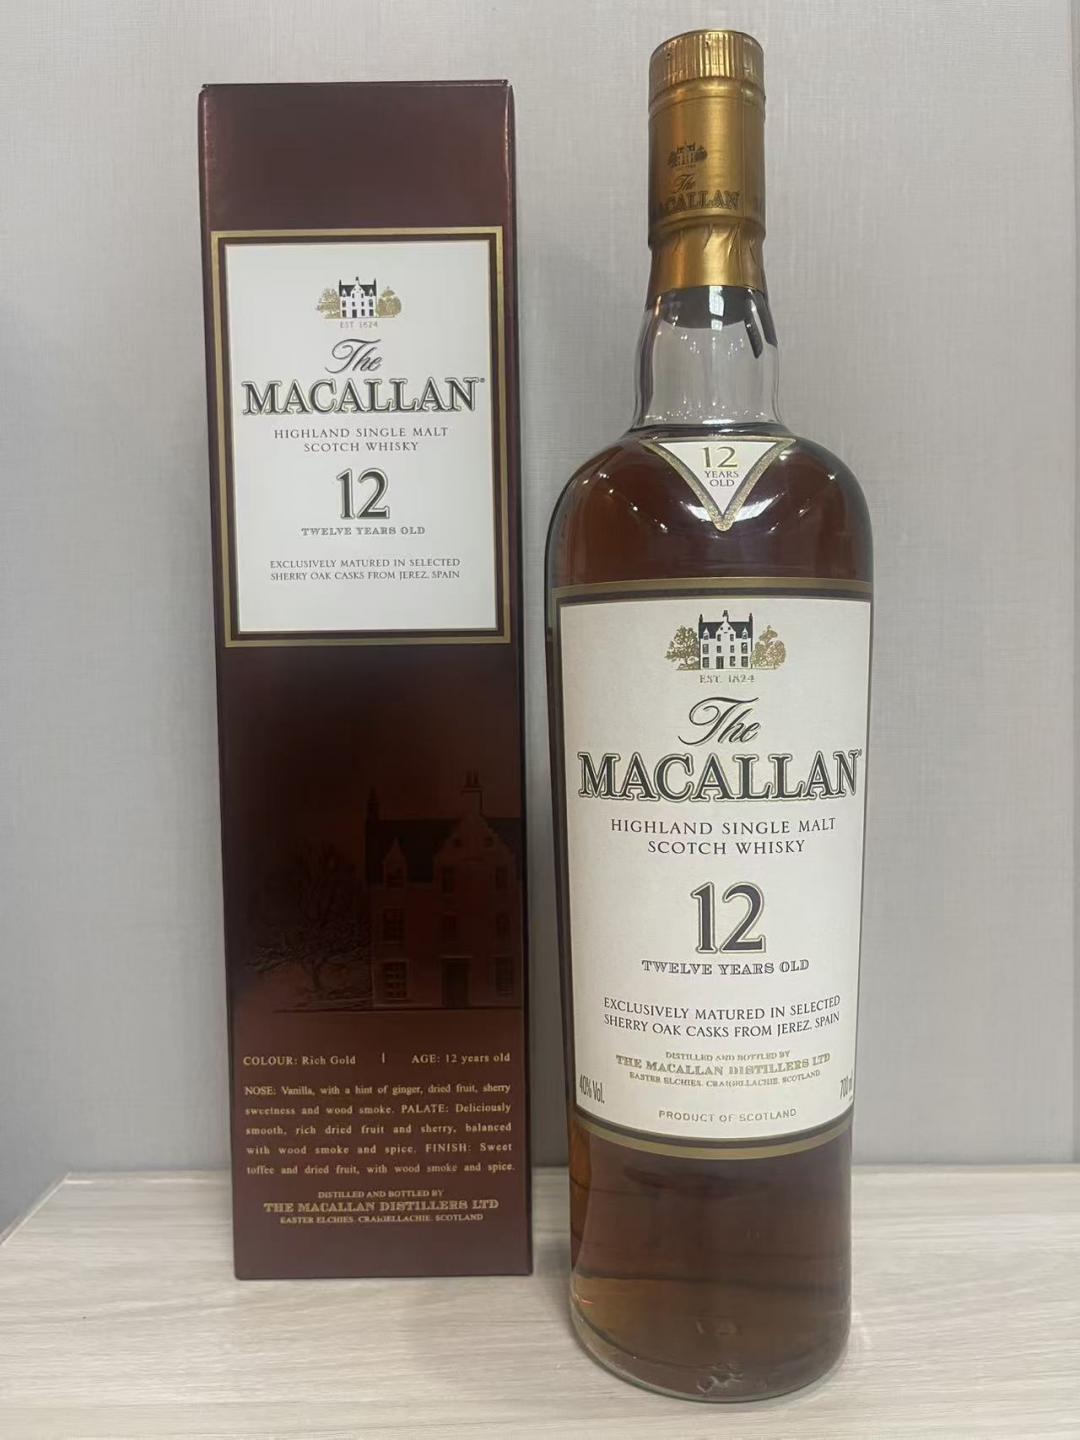 EST 1824
The
MACALLAN
HIGHLAND SINGLE MALT
SCOTCH WHISKY
12
TWELVE YEARS OLD
EXCLUSIVELY MATURED IN SELECTED
SHERRY OAK CASKS FROM JEREZ, SPAIN
COLOUR: Rich Gold | AGE: 12 years old
NOSE: Vanilla, with a hint of ginger, dried fruit, sherry
sweetness and wood smoke. PALATE: Deliciously
smooth, rich dried fruit and sherry, balanced
with wood smoke and spice. FINISH: Sweet
toffee and dried fruit, with wood smoke and spice.
DISTILLED AND BOTTLED BY
THE MACALLAN DISTILLERS LTD
EASTER ELCHIES, CRAIGELLACHIE, SCOTLAND
The
MACALLAN
12
YEARS
OLD
EST. 1824
The
MACALLAN
HIGHLAND SINGLE MALT
SCOTCH WHISKY
12
TWELVE YEARS OLD
EXCLUSIVELY MATURED IN SELECTED
SHERRY OAK CASKS FROM JEREZ, SPAIN
DISTILLED AND BOTTLED BY
THE MACALLAN DISTILLERS LTD
EASTER ELCHIES, CRAIGELLACHIE, SCOTLAND
40% Vol. 700 ml
PRODUCT OF SCOTLAND